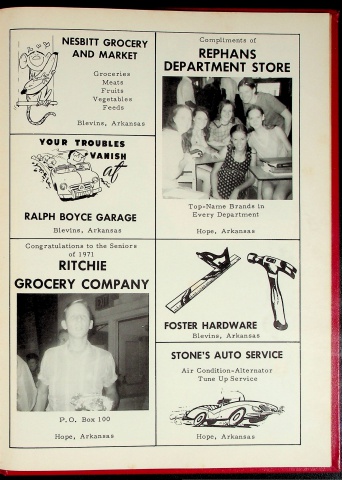 NESBITT GROCERY
AND MARKET
Groceries
Meats
Fruits
Vegetables
Feeds
Blevins, Arkansas
YOUR TROUBLES
VANISH
at
RALPH BOYCE GARAGE
Blevins, Arkansas
Congratulations to the Seniors
of 1971
RITCHIE
GROCERY COMPANY
P.O. Box 100
Hope, Arkansas
Compliments of
REPHANS
DEPARTMENT STORE
Top-Name Brands in
Every Department
Hope, Arkansas
FOSTER HARDWARE
Blevins, Arkansas
STONE'S AUTO SERVICE
Air Condition-Alternator
Tune Up Service
Hope, Arkansas